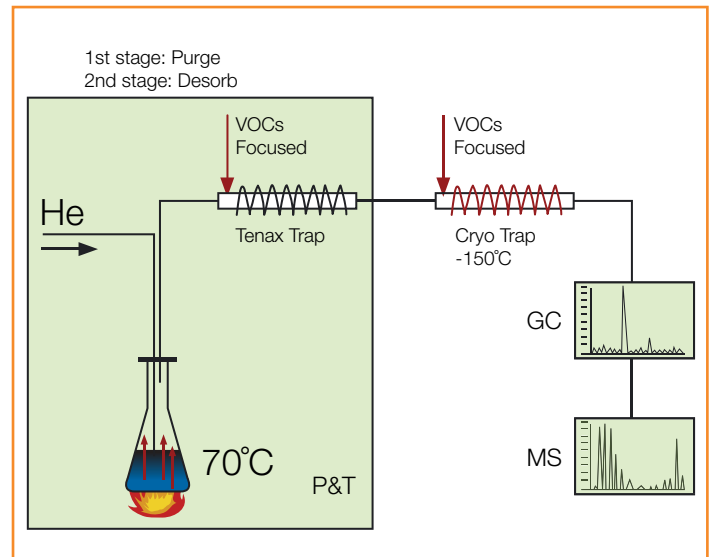 1st stage: Purge
2nd stage: Desorb
VOCs
Focused
VOCs
Focused
He
Tenax Trap
Cryo Trap
-150°C
GC
70°C
MS
P&T